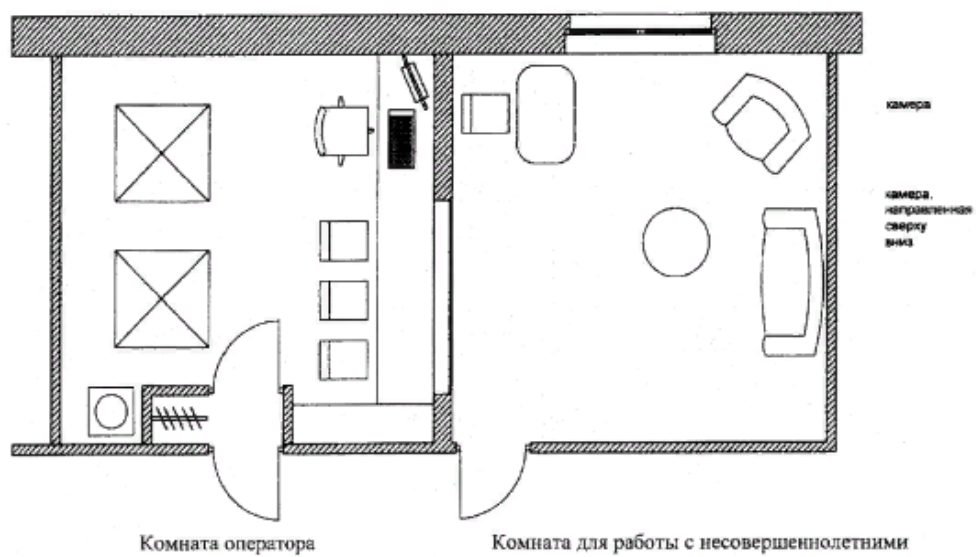 камера
камера,
направленная
сверху
вниз
Комната оператора
Комната для работы с несовершеннолетними